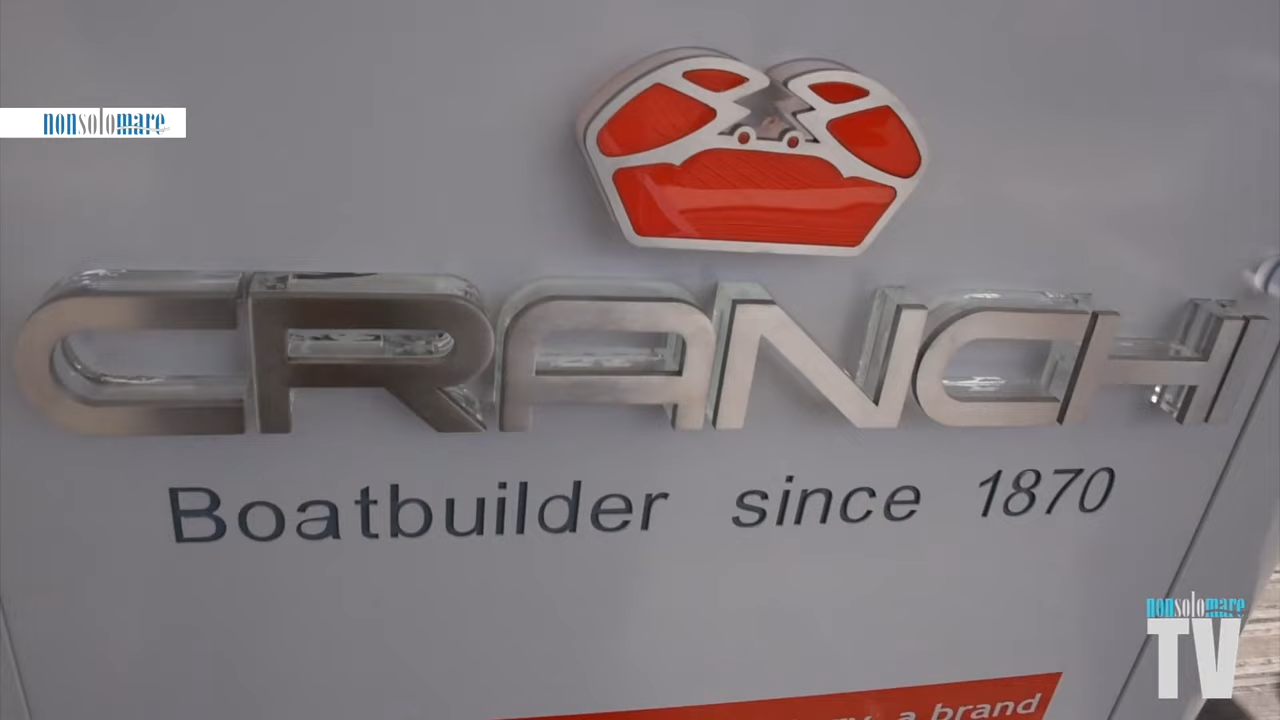 nonsolomare
CRANCHI
Boatbuilder since 1870
nonsolomare
TV
a brand